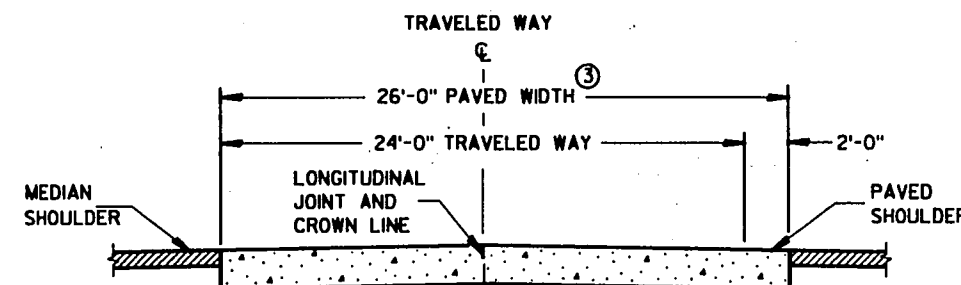 TRAVELED WAY
℄
26'-0" PAVED WIDTH ③
24'-0" TRAVELED WAY
2'-0"
MEDIAN
SHOULDER
LONGITUDINAL
JOINT AND
CROWN LINE
PAVED
SHOULDER